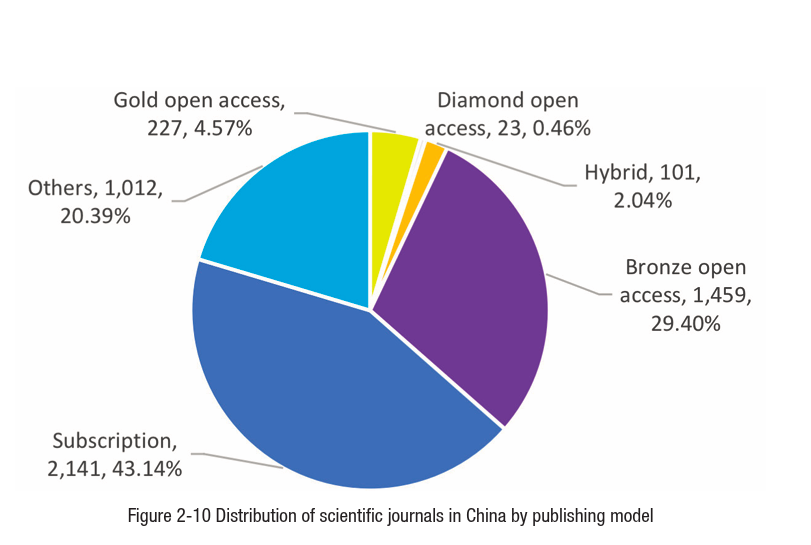 Gold open access,
227, 4.57%
Diamond open
access, 23, 0.46%
Hybrid, 101,
2.04%
Others, 1,012,
20.39%
Bronze open
access, 1,459,
29.40%
Subscription,
2,141, 43.14%
Figure 2-10 Distribution of scientific journals in China by publishing model